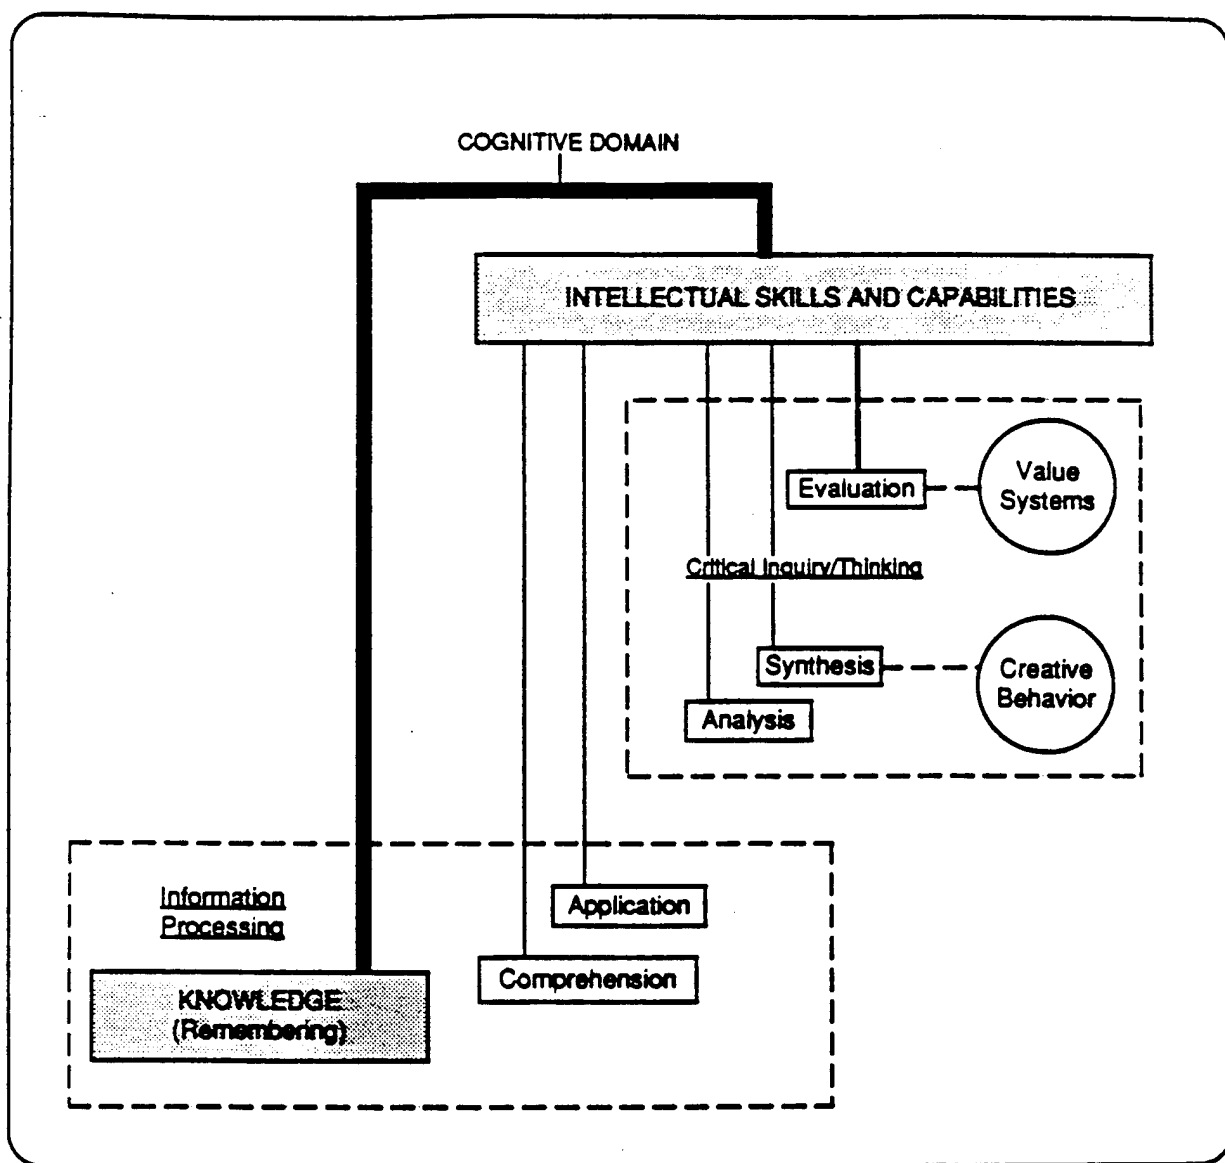 COGNITIVE DOMAIN
INTELLECTUAL SKILLS AND CAPABILITIES
Evaluation
Value
Systems
Critical Inquiry/Thinking
Synthesis
Creative
Behavior
Analysis
Information
Processing
Application
Comprehension
KNOWLEDGE
(Remembering)